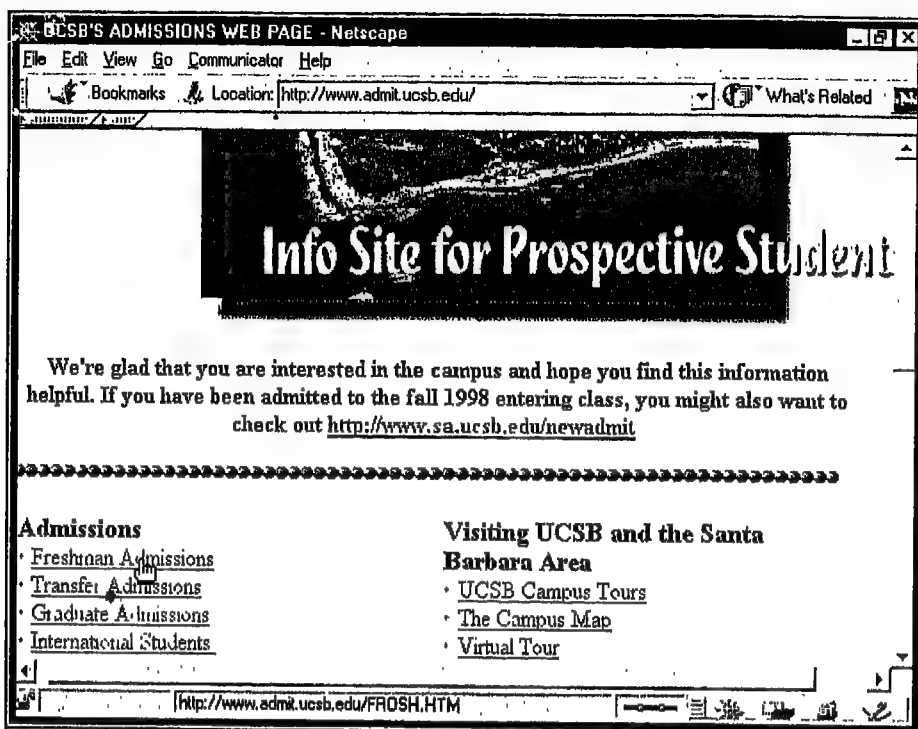 UCSB'S ADMISSIONS WEB PAGE - Netscape
File Edit View Go Communicator Help
Bookmarks Location: http://www.admit.ucsb.edu/ What's Related
Info Site for Prospective Student
We're glad that you are interested in the campus and hope you find this information
helpful. If you have been admitted to the fall 1998 entering class, you might also want to
check out http://www.sa.ucsb.edu/newadmit
Admissions
· Freshman Admissions
· Transfer Admissions
· Graduate Admissions
· International Students
Visiting UCSB and the Santa
Barbara Area
· UCSB Campus Tours
· The Campus Map
· Virtual Tour
http://www.admit.ucsb.edu/FROSH.HTM